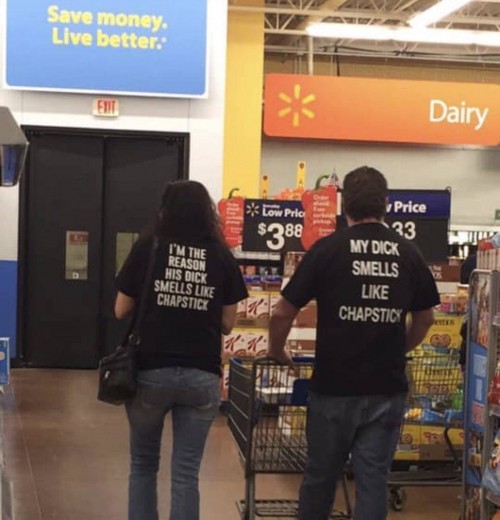 Save money.
Live better.
EXIT
Dairy
Low Price
$3 88
Price
33
I'M THE
REASON
HIS DICK
SMELLS LIKE
CHAPSTICK
MY DICK
SMELLS
LIKE
CHAPSTICK